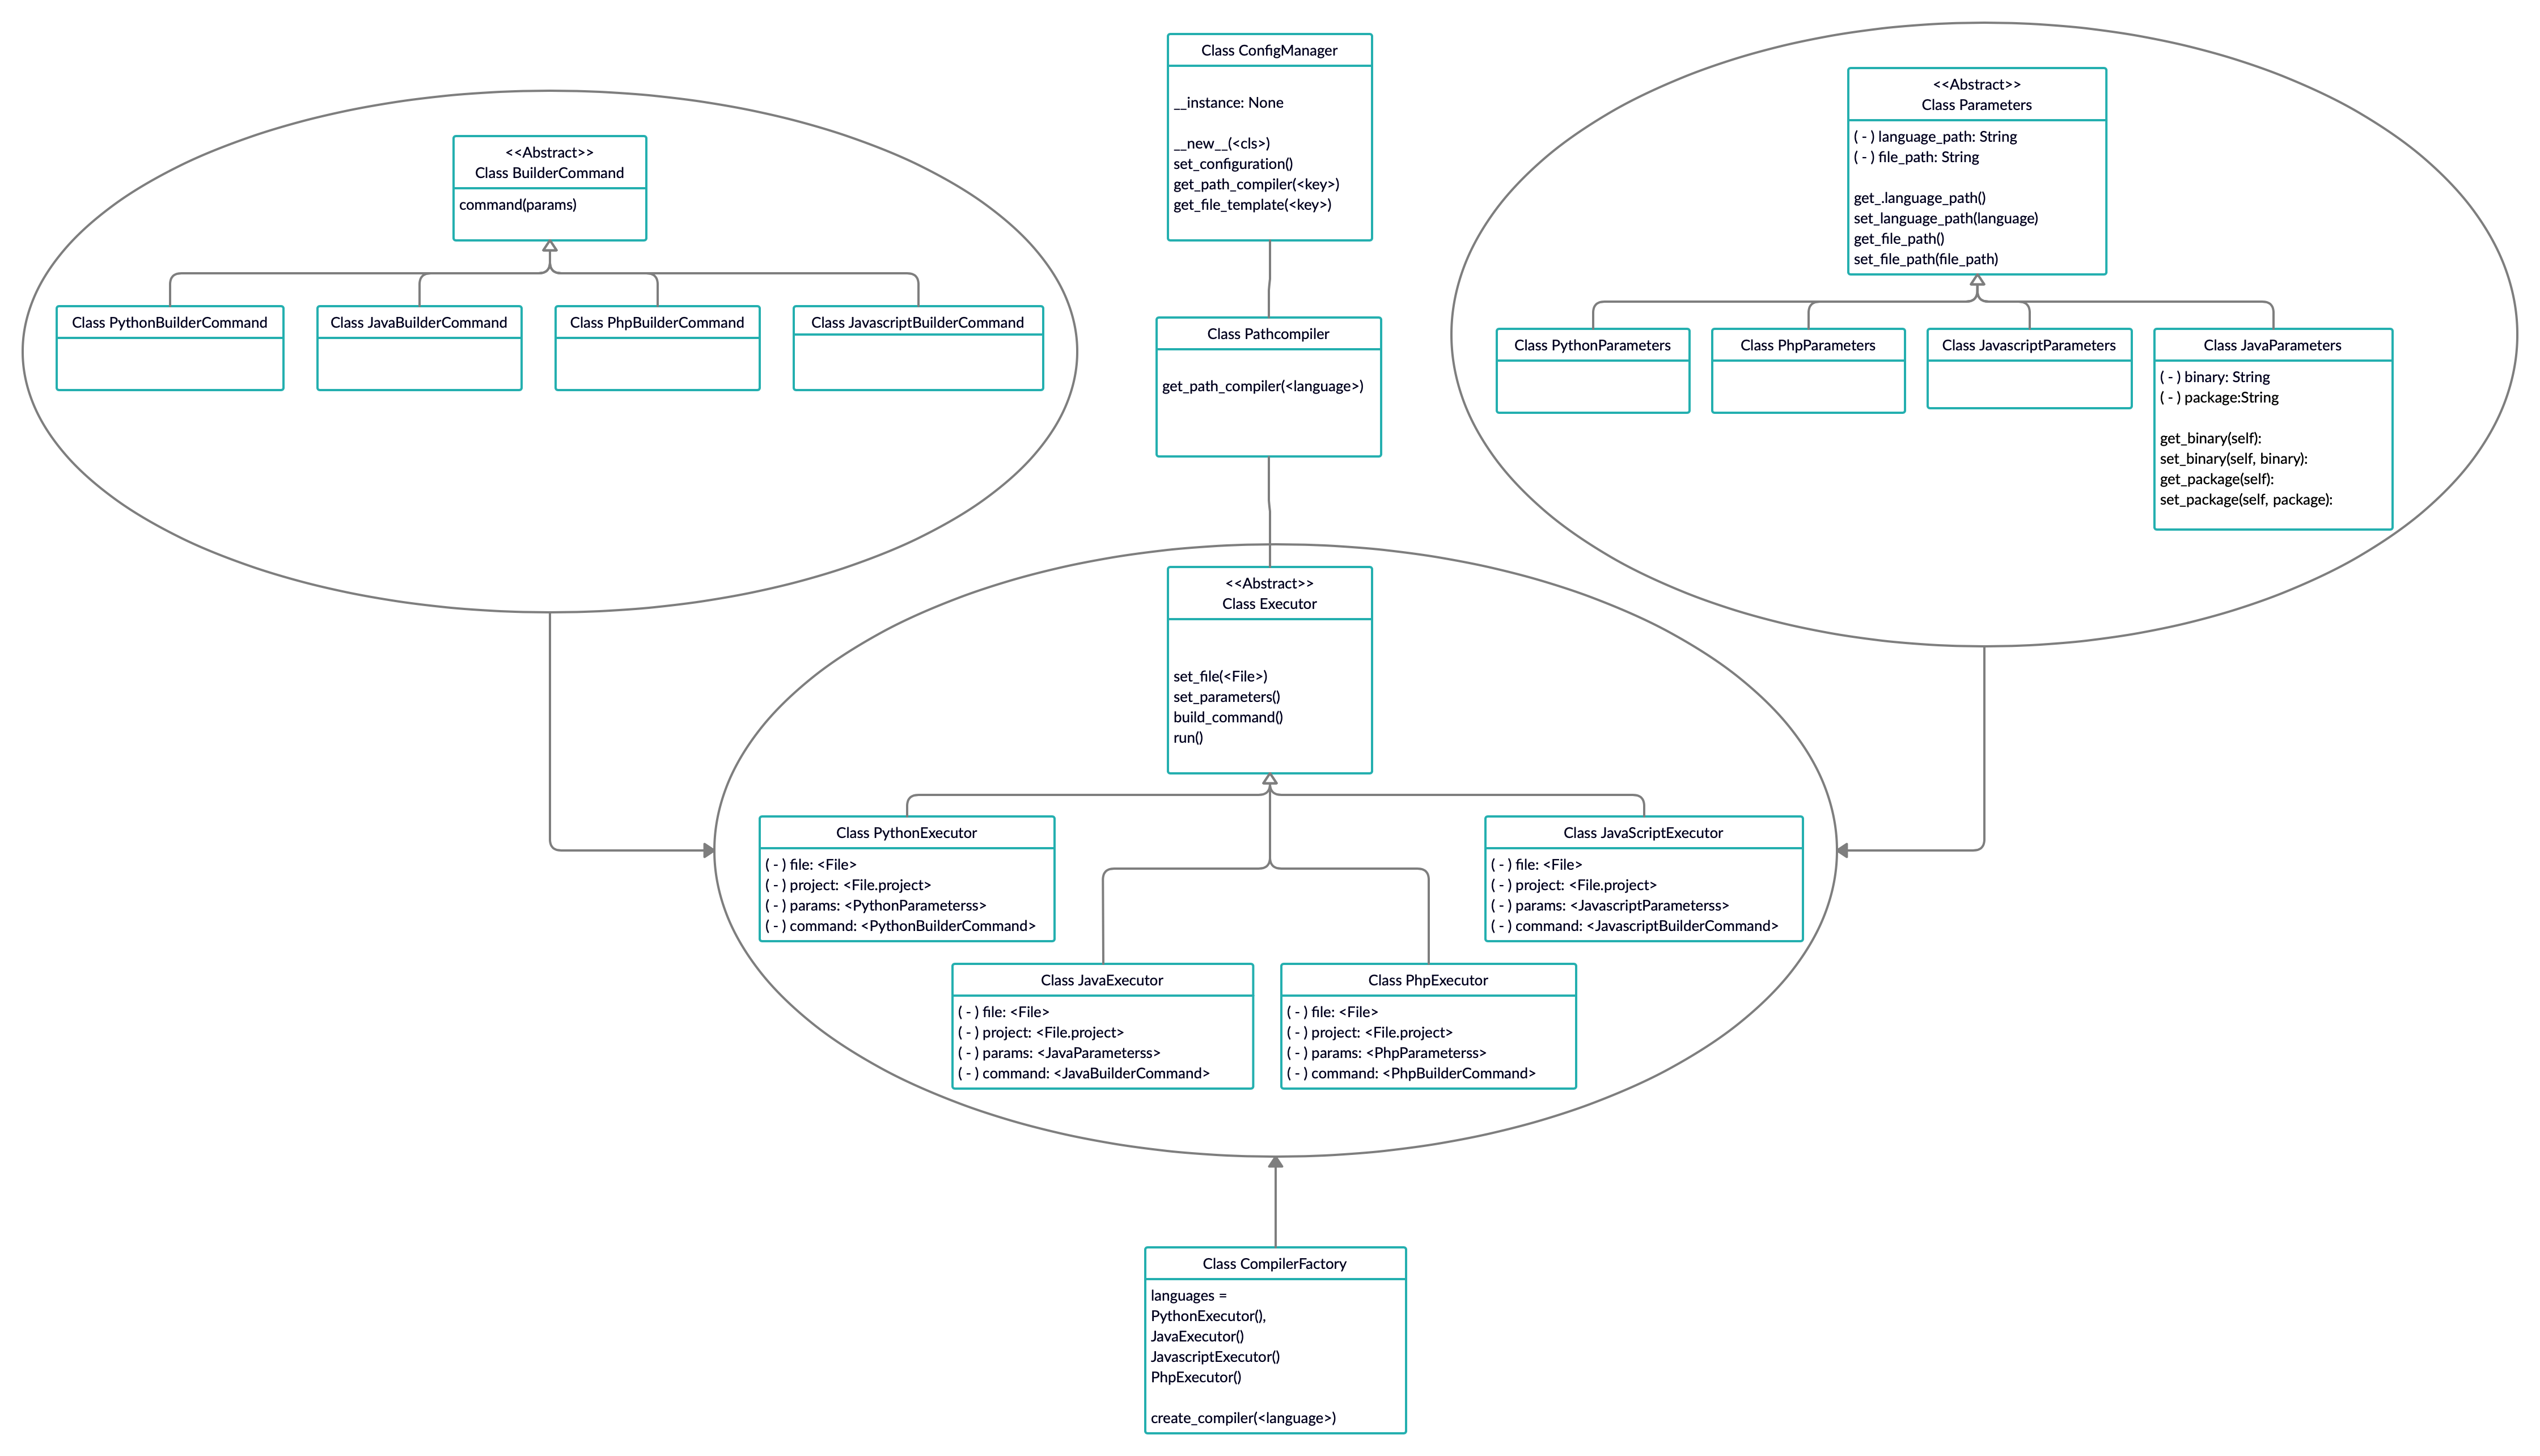 Class ConfigManager
__instance: None
__new__(<cls>)
set_configuration()
get_path_compiler(<key>)
get_file_template(<key>)
<<Abstract>>
Class BuilderCommand
command(params)
Class PythonBuilderCommand
Class JavaBuilderCommand
Class PhpBuilderCommand
Class JavascriptBuilderCommand
Class Pathcompiler
get_path_compiler(<language>)
<<Abstract>>
Class Parameters
( - ) language_path: String
( - ) file_path: String
get_.language_path()
set_language_path(language)
get_file_path()
set_file_path(file_path)
Class PythonParameters
Class PhpParameters
Class JavascriptParameters
Class JavaParameters
( - ) binary: String
( - ) package:String
get_binary(self):
set_binary(self, binary):
get_package(self):
set_package(self, package):
<<Abstract>>
Class Executor
set_file(<File>)
set_parameters()
build_command()
run()
Class PythonExecutor
( - ) file: <File>
( - ) project: <File.project>
( - ) params: <PythonParameterss>
( - ) command: <PythonBuilderCommand>
Class JavaScriptExecutor
( - ) file: <File>
( - ) project: <File.project>
( - ) params: <JavascriptParameterss>
( - ) command: <JavascriptBuilderCommand>
Class JavaExecutor
( - ) file: <File>
( - ) project: <File.project>
( - ) params: <JavaParameterss>
( - ) command: <JavaBuilderCommand>
Class PhpExecutor
( - ) file: <File>
( - ) project: <File.project>
( - ) params: <PhpParameterss>
( - ) command: <PhpBuilderCommand>
Class CompilerFactory
languages =
PythonExecutor(),
JavaExecutor()
JavascriptExecutor()
PhpExecutor()
create_compiler(<language>)